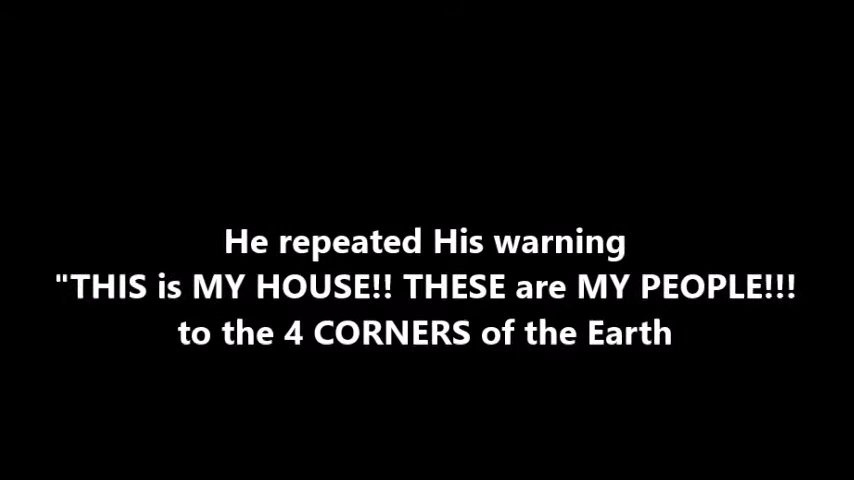 He repeated His warning
"THIS is MY HOUSE!! THESE are MY PEOPLE!!!
to the 4 CORNERS of the Earth